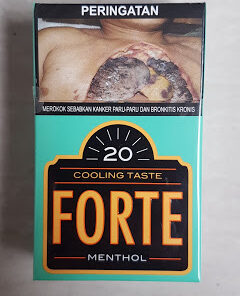 PERINGATAN
MEROKOK SEBABKAN KANKER PARU-PARU DAN BRONKITIS KRONIS
20
COOLING TASTE
FORTE
MENTHOL